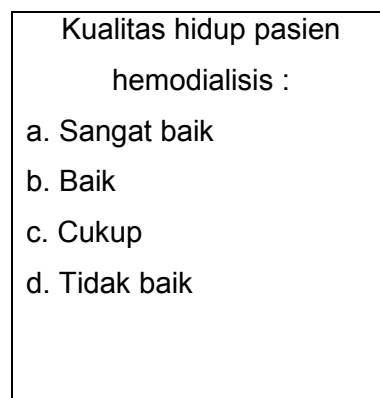 Kualitas hidup pasien
hemodialisis :
a. Sangat baik
b. Baik
c. Cukup
d. Tidak baik